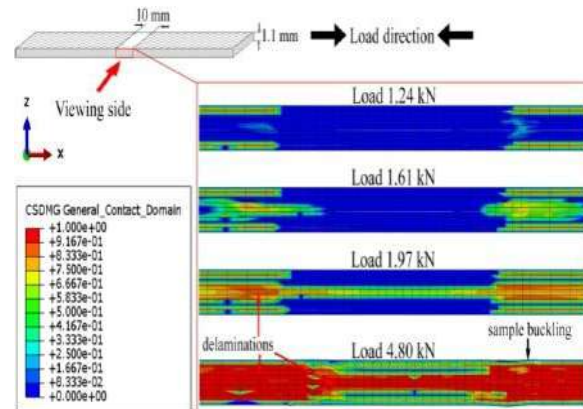 10 mm
1.1 mm
Load direction
Viewing side
Z
X
Load 1.24 kN
Load 1.61 kN
CSDMG General_Contact_Domain
+1.000e+00
+9.167e-01
+8.333e-01
+7.500e-01
+6.667e-01
+5.833e-01
+5.000e-01
+4.167e-01
+3.333e-01
+2.500e-01
+1.667e-01
+8.333e-02
+0.000e+00
Load 1.97 kN
delaminations
Load 4.80 kN
sample buckling